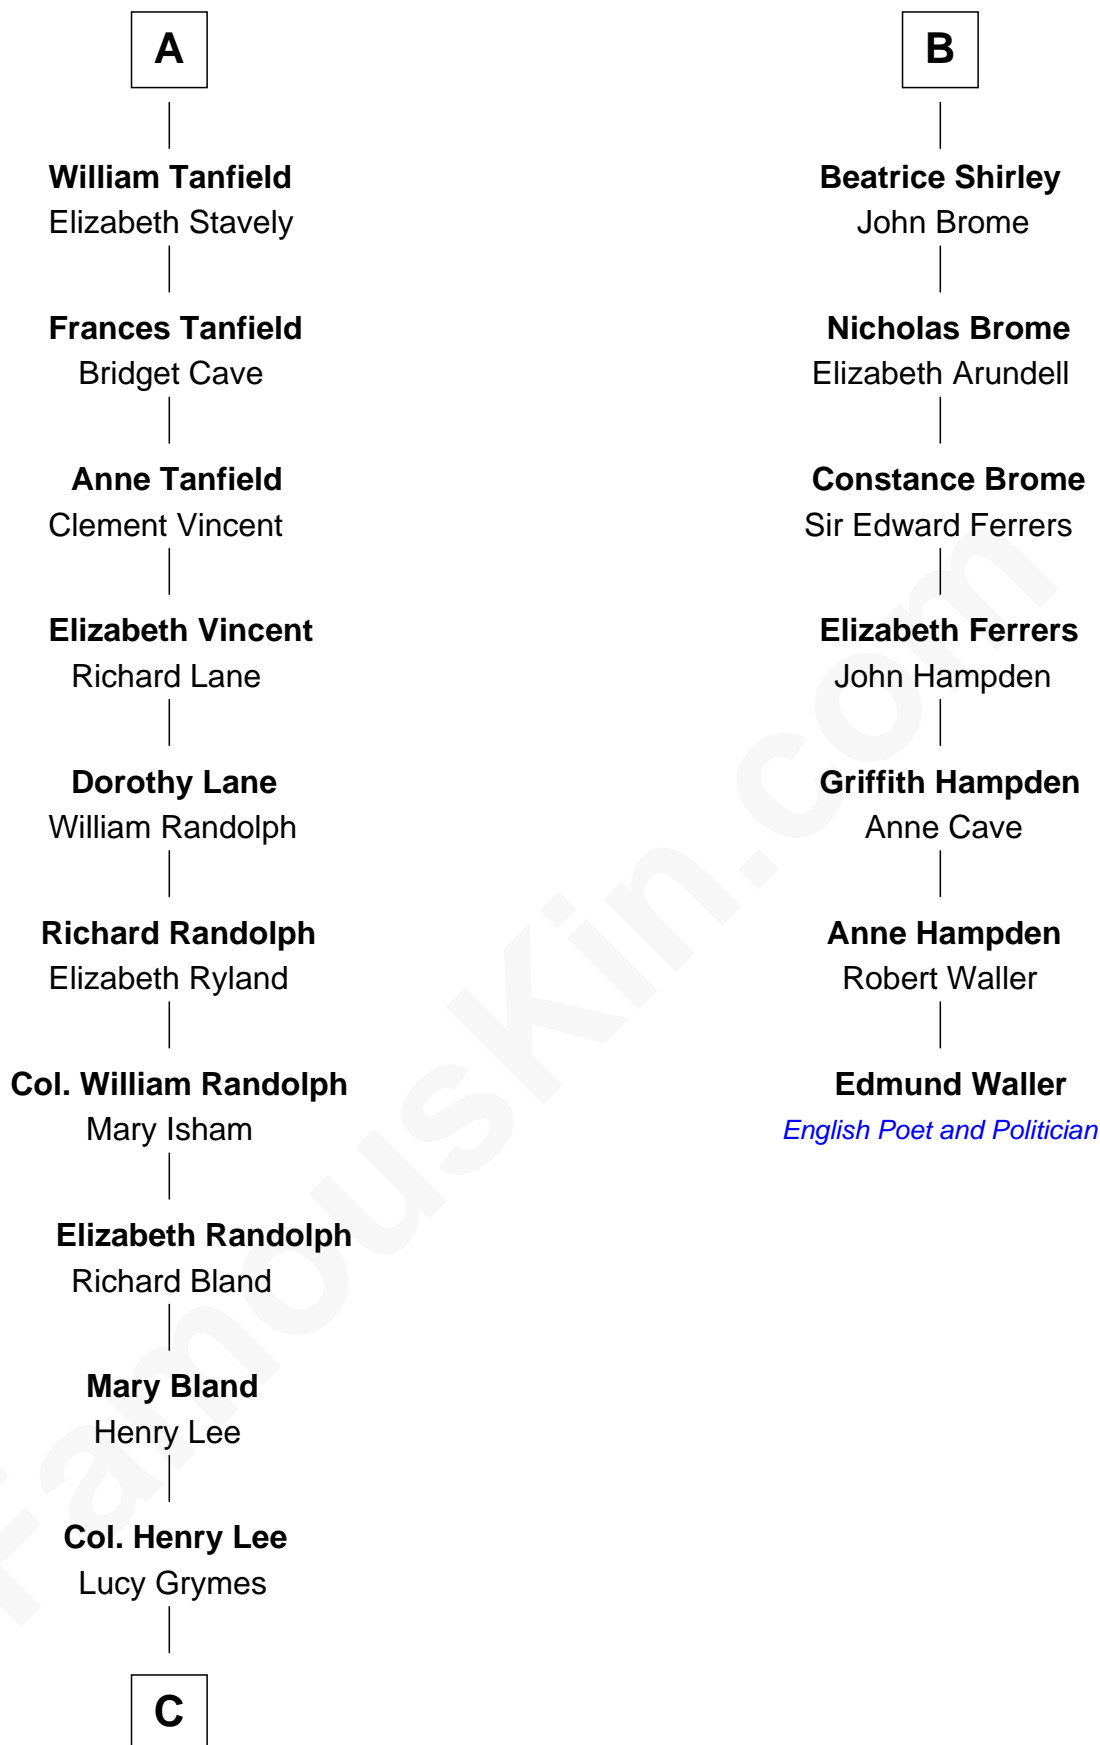 A
William Tanfield
Elizabeth Stavely
Frances Tanfield
Bridget Cave
Anne Tanfield
Clement Vincent
Elizabeth Vincent
Richard Lane
Dorothy Lane
William Randolph
Richard Randolph
Elizabeth Ryland
Col. William Randolph
Mary Isham
Elizabeth Randolph
Richard Bland
Mary Bland
Henry Lee
Col. Henry Lee
Lucy Grymes
C
B
Beatrice Shirley
John Brome
Nicholas Brome
Elizabeth Arundell
Constance Brome
Sir Edward Ferrers
Elizabeth Ferrers
John Hampden
Griffith Hampden
Anne Cave
Anne Hampden
Robert Waller
Edmund Waller
English Poet and Politician
FamousKin.com